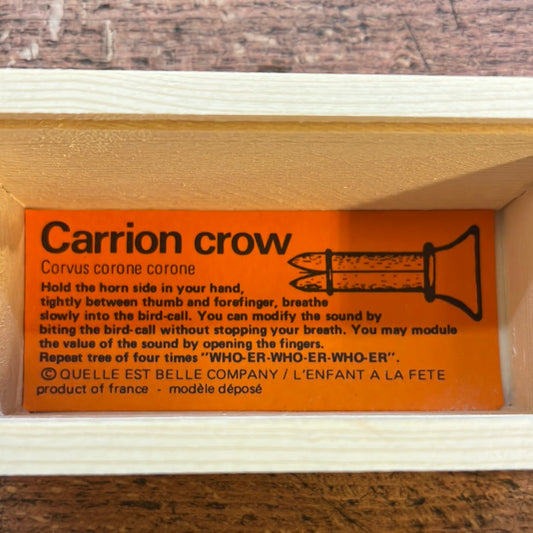 Carrion crow
Corvus corone corone
Hold the horn side in your hand,
tightly between thumb and forefinger, breathe
slowly into the bird-call. You can modify the sound by
biting the bird-call without stopping your breath. You may module
the value of the sound by opening the fingers.
Repeat tree of four times "WHO-ER-WHO-ER-WHO-ER".
© QUELLE EST BELLE COMPANY / L'ENFANT A LA FETE
product of france - modèle déposé